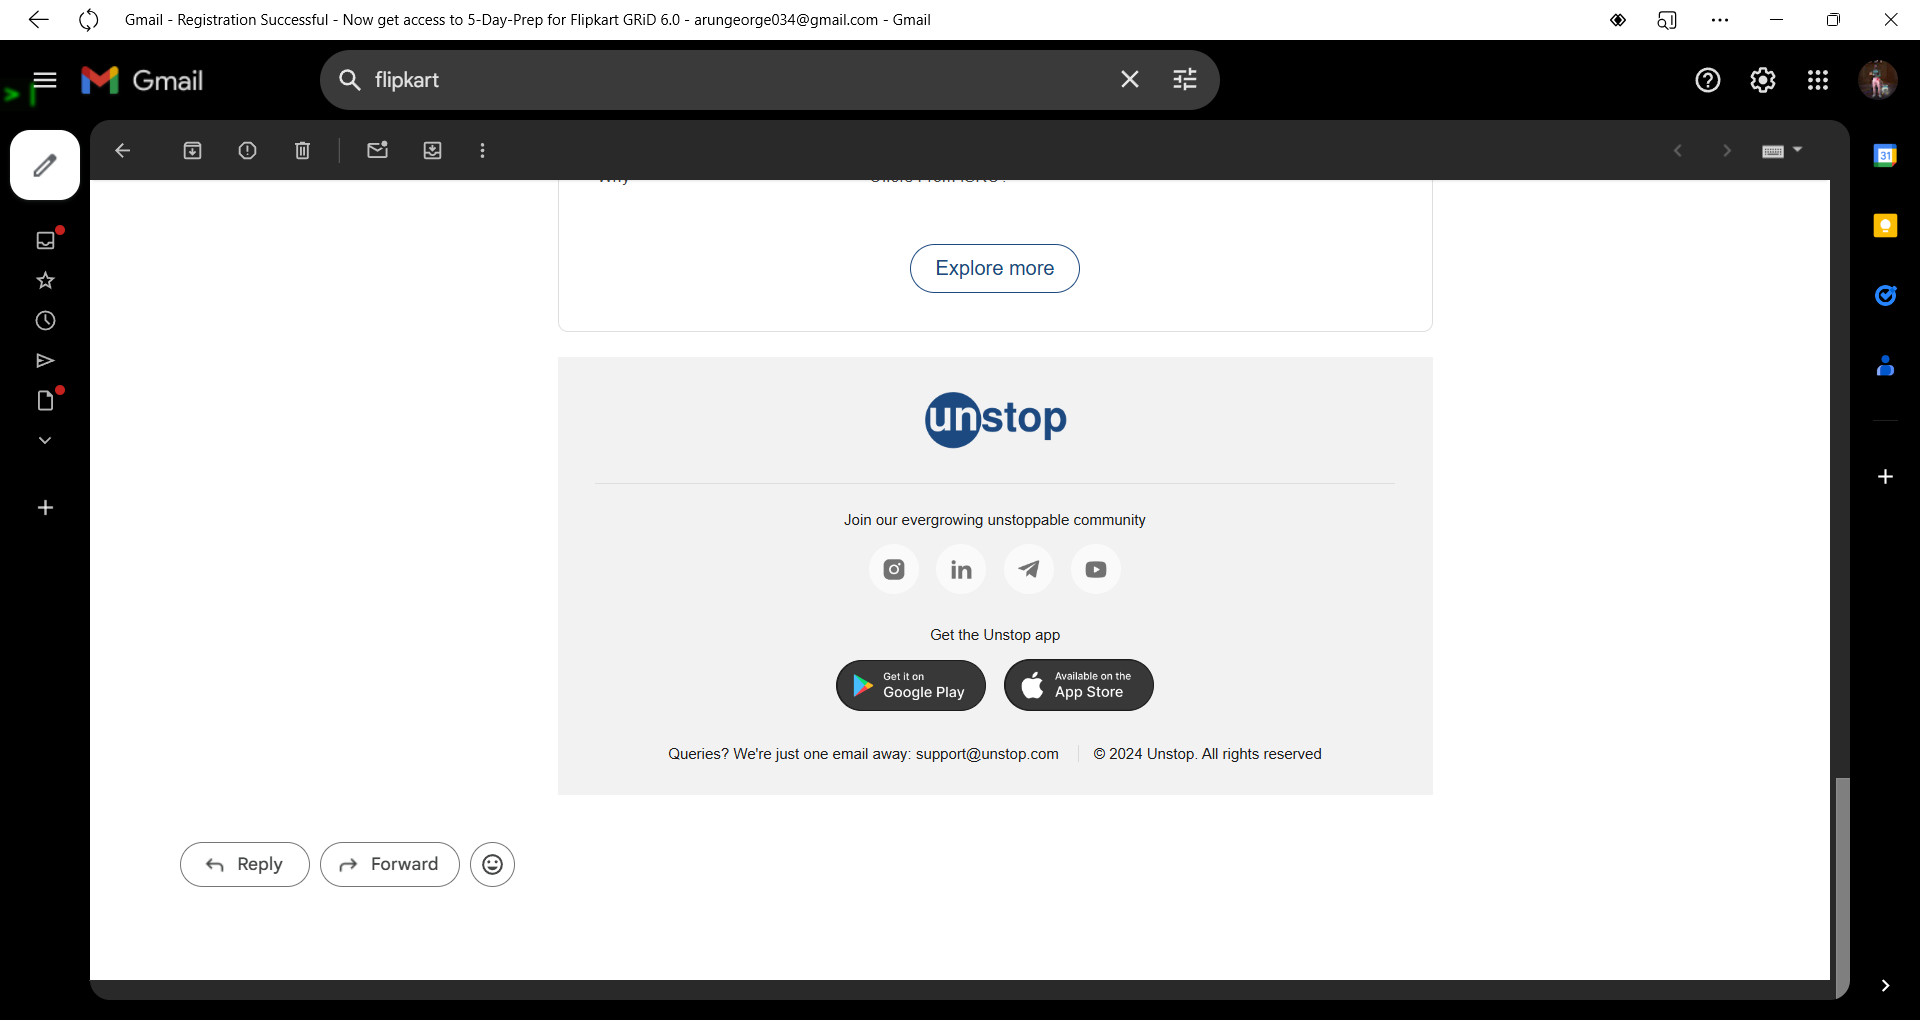 Gmail - Registration Successful - Now get access to 5-Day-Prep for Flipkart GRiD 6.0 - arungeorge034@gmail.com - Gmail
Gmail
flipkart
31
Explore more
unstop
Join our evergrowing unstoppable community
in
Get the Unstop app
Get it on
Google Play
Available on the
App Store
Queries? We're just one email away: support@unstop.com
© 2024 Unstop. All rights reserved
Reply
Forward